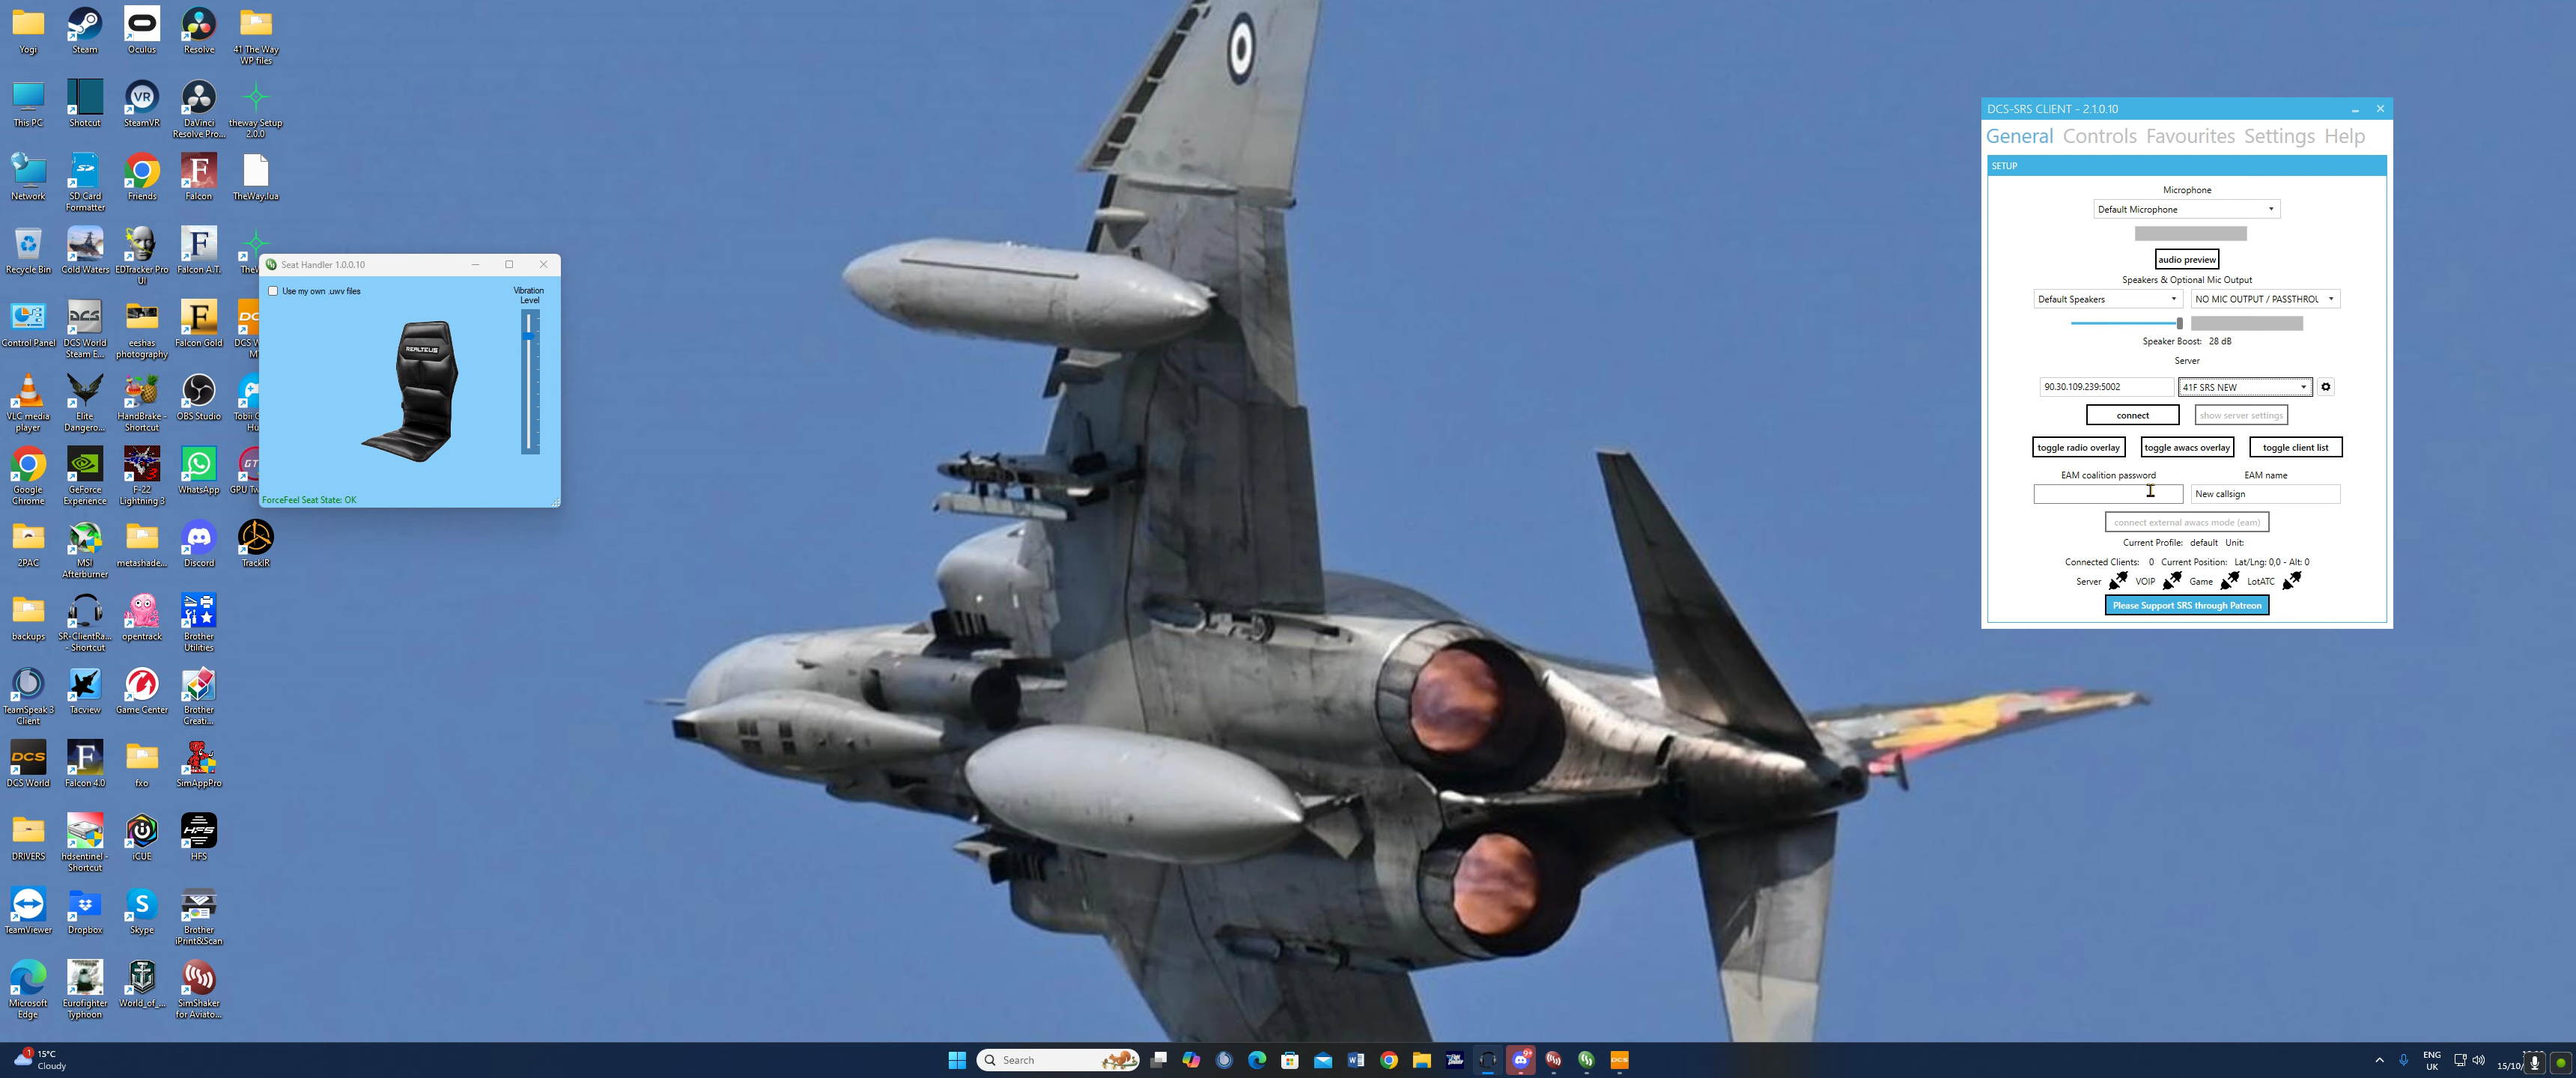 Yogi
Steam
Oculus
Resolve
41 The Way
WP files
This PC
Shotcut
SteamVR
DaVinci
Resolve Pro...
theway Setup
2.0.0
Network
SD Card
Formatter
Friends
Falcon
TheWay.lua
Recycle Bin
Cold Waters
EDTracker Pro
UI
Falcon A.T.
Control Panel
DCS World
Steam E...
eeshas
photography
Falcon Gold
VLC media
player
Elite
Dangero...
HandBrake -
Shortcut
OBS Studio
Google
Chrome
GeForce
Experience
F-22
Lightning 3
WhatsApp
2PAC
MSI
Afterburner
metashade...
Discord
TrackIR
backups
SR-ClientRa...
- Shortcut
opentrack
Brother
Utilities
TeamSpeak 3
Client
Tacview
Game Center
Brother
Creati...
DCS World
Falcon 4.0
fxo
SimAppPro
DRIVERS
hdsentinel -
Shortcut
iCUE
HFS
TeamViewer
Dropbox
Skype
Brother
iPrint&Scan
Microsoft
Edge
Eurofighter
Typhoon
World_of_...
SimShaker
for Aviato...
Seat Handler 1.0.0.10
Use my own .uwv files
Vibration
Level
REALTEUS
ForceFeel Seat State: OK
DCS-SRS CLIENT - 2.1.0.10
General Controls Favourites Settings Help
SETUP
Microphone
Default Microphone
audio preview
Speakers & Optional Mic Output
Default Speakers
NO MIC OUTPUT / PASSTHROU
Speaker Boost: 28 dB
Server
90.30.109.239:5002
41F SRS NEW
connect
show server settings
toggle radio overlay
toggle awacs overlay
toggle client list
EAM coalition password
EAM name
New callsign
connect external awacs mode (eam)
Current Profile: default Unit:
Connected Clients: 0 Current Position: Lat/Lng: 0,0 - Alt: 0
Server VOIP Game LotATC
Please Support SRS through Patreon
1
15°C
Cloudy
Search
ENG
UK
15/10/